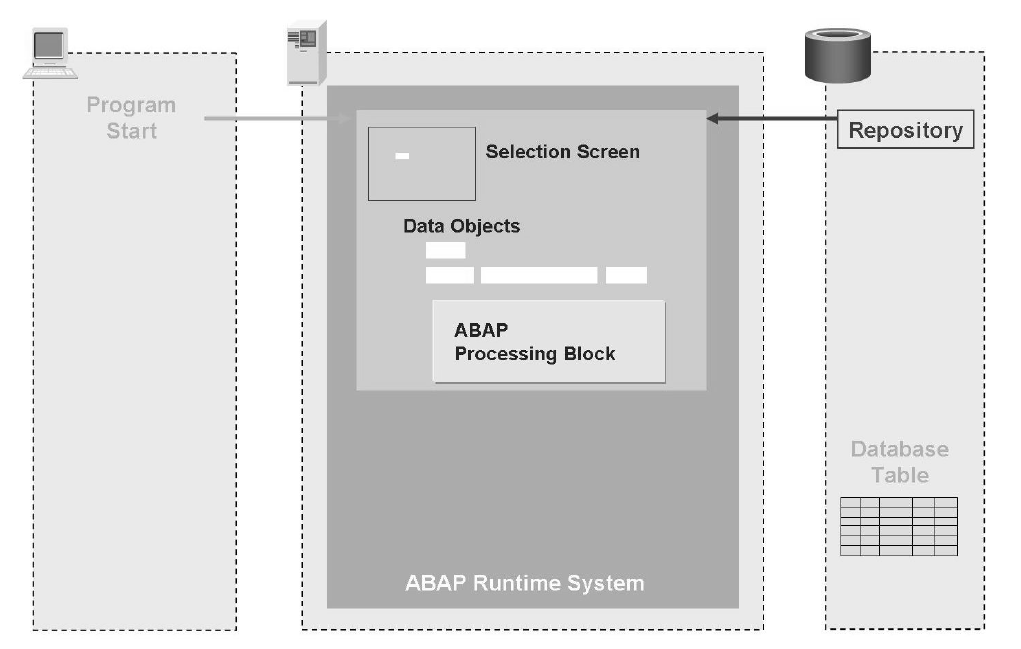 Program
Start
Selection Screen
Repository
Data Objects
ABAP
Processing Block
Database
Table
ABAP Runtime System